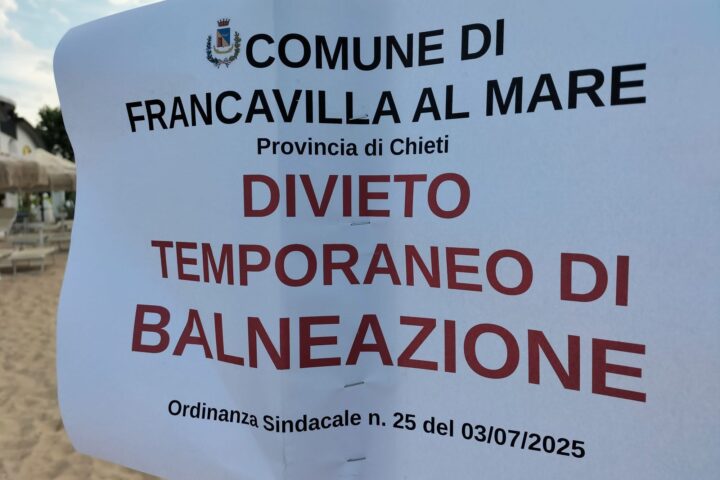 COMUNE DI
FRANCAVILLA AL MARE
Provincia di Chieti
DIVIETO
TEMPORANEO DI
BALNEAZIONE
Ordinanza Sindacale n. 25 del 03/07/2025